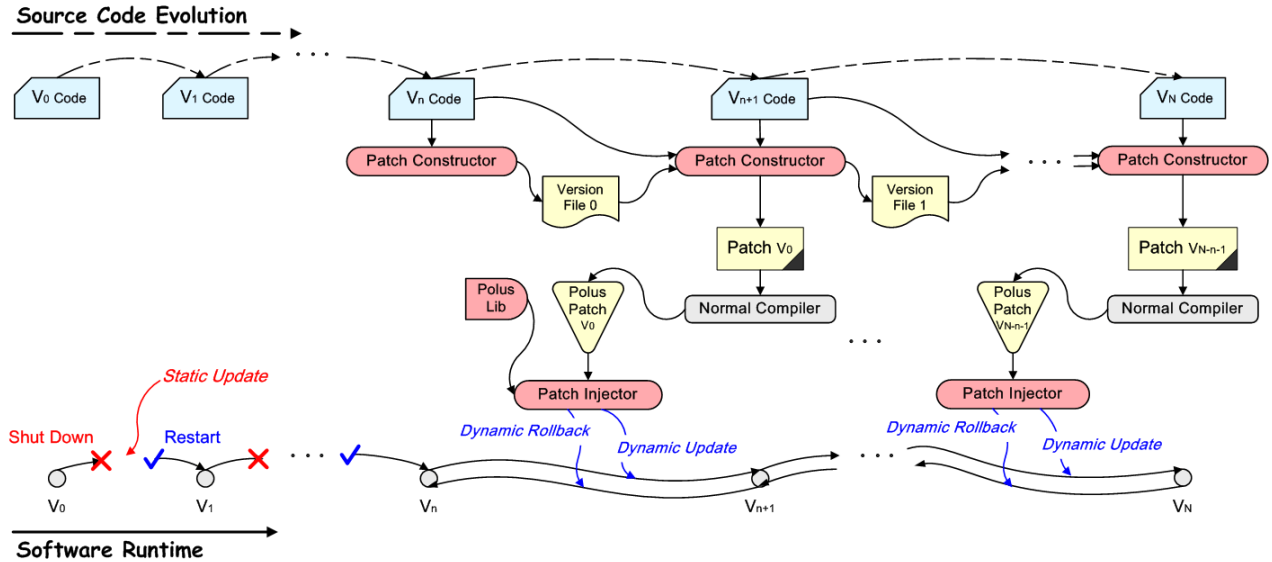 Source Code Evolution
. . .
V0 Code
V1 Code
Vn Code
Vn+1 Code
VN Code
Patch Constructor
Patch Constructor
. . .
Patch Constructor
Version
File 0
Version
File 1
Patch V0
Patch VN-n-1
Polus
Lib
Polus
Patch
V0
Normal Compiler
Polus
Patch
VN-n-1
Normal Compiler
. . .
Static Update
Patch Injector
Patch Injector
Shut Down
Restart
. . .
Dynamic Rollback
Dynamic Update
. . .
Dynamic Rollback
Dynamic Update
V0
V1
Vn
Vn+1
VN
Software Runtime